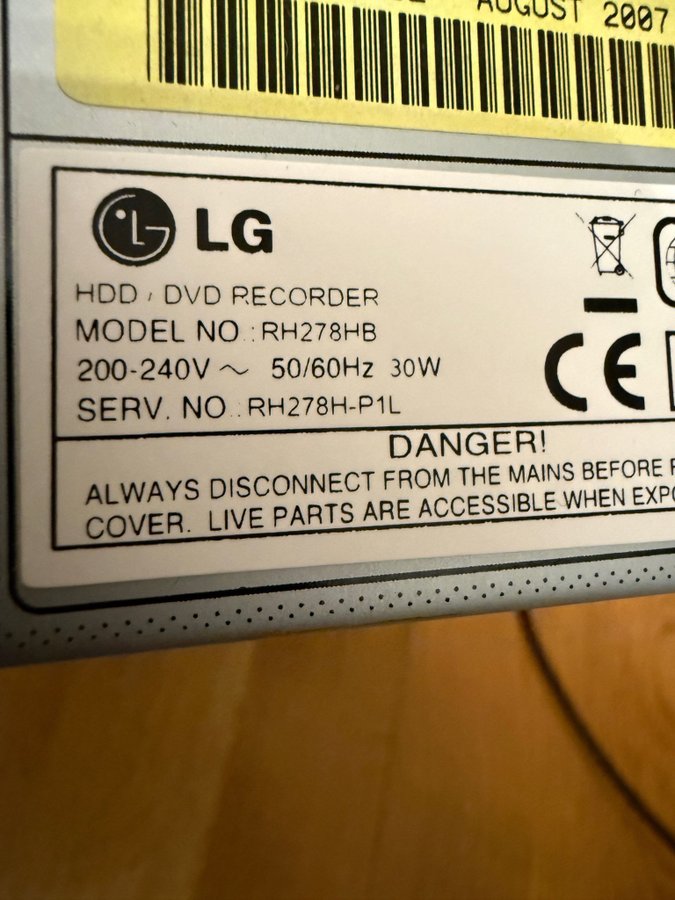 AUGUST 2007
LG
HDD / DVD RECORDER
MODEL NO.:RH278HB
200-240V ~ 50/60Hz 30W
SERV. NO.:RH278H-P1L
CE
DANGER!
ALWAYS DISCONNECT FROM THE MAINS BEFORE
COVER. LIVE PARTS ARE ACCESSIBLE WHEN